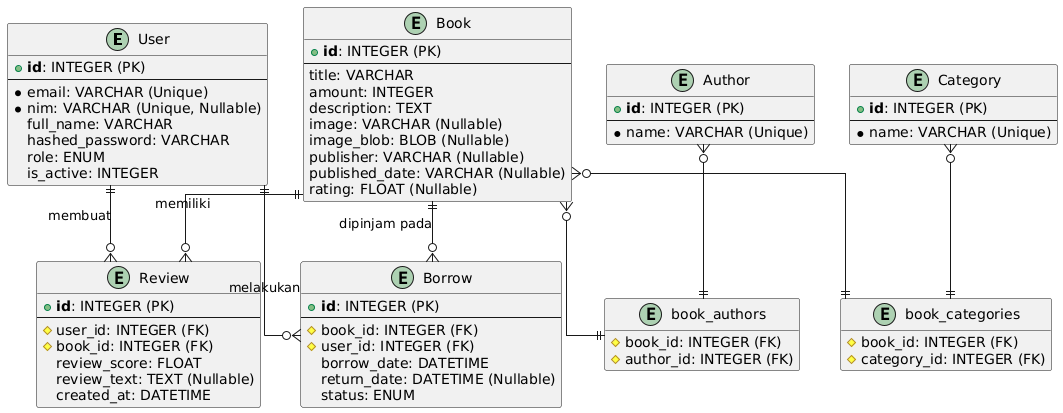 E User
id: INTEGER (PK)
email: VARCHAR (Unique)
nim: VARCHAR (Unique, Nullable)
full_name: VARCHAR
hashed_password: VARCHAR
role: ENUM
is_active: INTEGER
E Book
id: INTEGER (PK)
title: VARCHAR
amount: INTEGER
description: TEXT
image: VARCHAR (Nullable)
image_blob: BLOB (Nullable)
publisher: VARCHAR (Nullable)
published_date: VARCHAR (Nullable)
rating: FLOAT (Nullable)
E Author
id: INTEGER (PK)
name: VARCHAR (Unique)
E Category
id: INTEGER (PK)
name: VARCHAR (Unique)
membuat
memiliki
dipinjam pada
melakukan
E Review
id: INTEGER (PK)
user_id: INTEGER (FK)
book_id: INTEGER (FK)
review_score: FLOAT
review_text: TEXT (Nullable)
created_at: DATETIME
E Borrow
id: INTEGER (PK)
book_id: INTEGER (FK)
user_id: INTEGER (FK)
borrow_date: DATETIME
return_date: DATETIME (Nullable)
status: ENUM
E book_authors
book_id: INTEGER (FK)
author_id: INTEGER (FK)
E book_categories
book_id: INTEGER (FK)
category_id: INTEGER (FK)